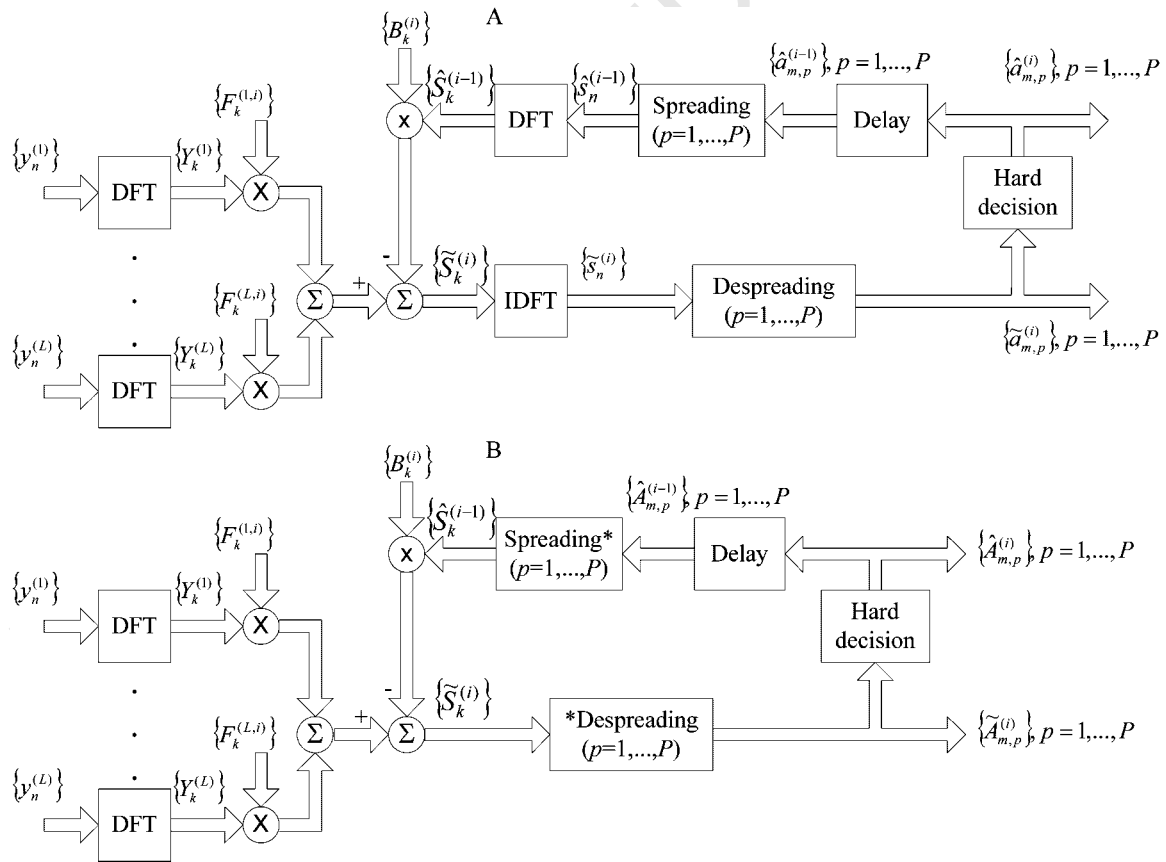 A
{B_k^{(i)}}
{Ŝ_k^{(i-1)}}
{ŝ_n^{(i-1)}}
{â_{m,p}^{(i-1)}}, p = 1,..., P
{â_{m,p}^{(i)}}, p = 1,..., P
x
DFT
Spreading
(p=1,...,P)
Delay
Hard
decision
{F_k^{(1,i)}}
{y_n^{(1)}}
DFT
{Y_k^{(1)}}
X
.
.
.
{F_k^{(L,i)}}
{y_n^{(L)}}
DFT
{Y_k^{(L)}}
X
Σ
+
-
Σ
{S̃_k^{(i)}}
IDFT
{s̃_n^{(i)}}
Despreading
(p=1,...,P)
{ã_{m,p}^{(i)}}, p = 1,..., P
B
{B_k^{(i)}}
{Ŝ_k^{(i-1)}}
{Â_{m,p}^{(i-1)}}, p = 1,..., P
{Â_{m,p}^{(i)}}, p = 1,..., P
x
Spreading*
(p=1,...,P)
Delay
Hard
decision
{F_k^{(1,i)}}
{y_n^{(1)}}
DFT
{Y_k^{(1)}}
X
.
.
.
{F_k^{(L,i)}}
{y_n^{(L)}}
DFT
{Y_k^{(L)}}
X
Σ
+
-
Σ
{S̃_k^{(i)}}
*Despreading
(p=1,...,P)
{Ã_{m,p}^{(i)}}, p = 1,..., P